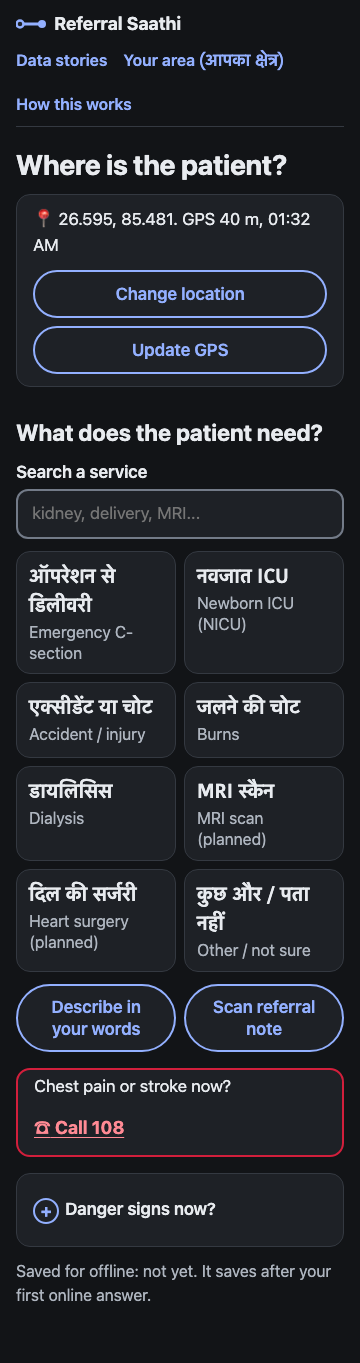 Referral Saathi
Data stories Your area (आपका क्षेत्र)
How this works
Where is the patient?
📍 26.595, 85.481. GPS 40 m, 01:32
AM
Change location
Update GPS
What does the patient need?
Search a service
kidney, delivery, MRI...
ऑपरेशन से
डिलीवरी
Emergency C-
section
नवजात ICU
Newborn ICU
(NICU)
एक्सीडेंट या चोट
Accident / injury
जलने की चोट
Burns
डायलिसिस
Dialysis
MRI स्कैन
MRI scan
(planned)
दिल की सर्जरी
Heart surgery
(planned)
कुछ और / पता
नहीं
Other / not sure
Describe in
your words
Scan referral
note
Chest pain or stroke now?
☎ Call 108
Danger signs now?
Saved for offline: not yet. It saves after your
first online answer.